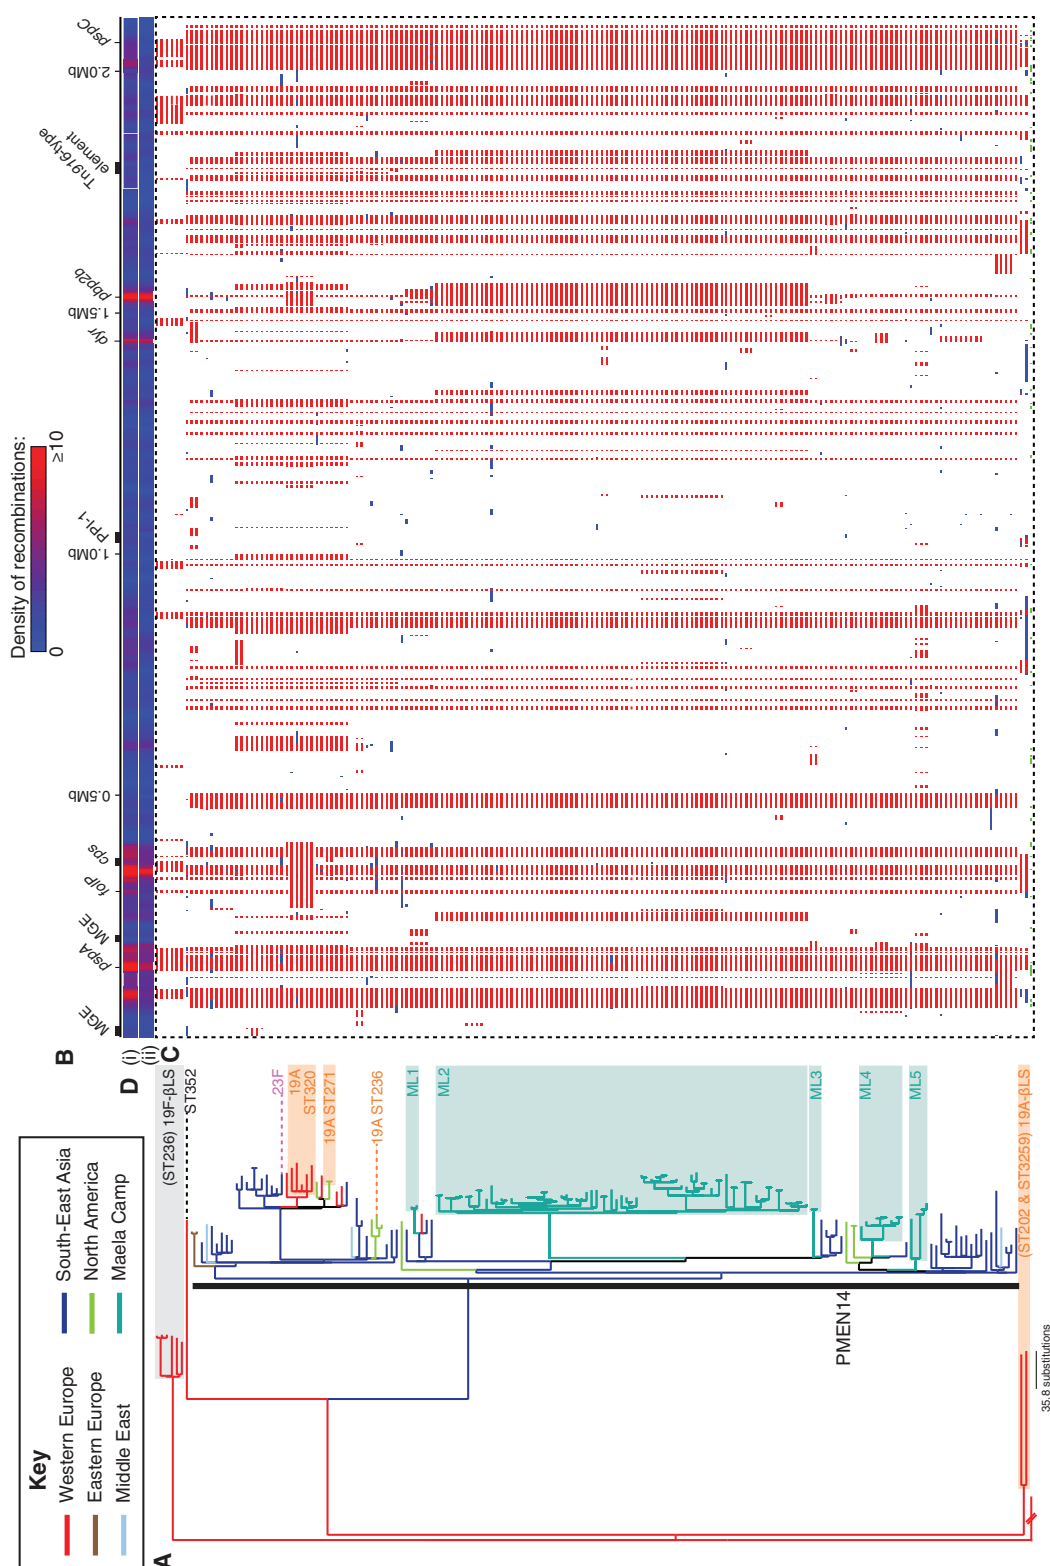 Key
Western Europe
Eastern Europe
Middle East
South-East Asia
North America
Maela Camp
A
B
D
(i)
(ii)
C
Density of recombinations:
0
≥10
MGE
pspA
MGE
folP
cps
0.5Mb
1.0Mb
PPI-1
dyr
1.5Mb
pbp2b
Tn916-type
element
2.0Mb
pspC
(ST236) 19F-βLS
ST352
23F
19A
ST320
19A ST271
19A ST236
ML1
ML2
ML3
ML4
ML5
(ST202 & ST3259) 19A-βLS
PMEN14
35.8 substitutions